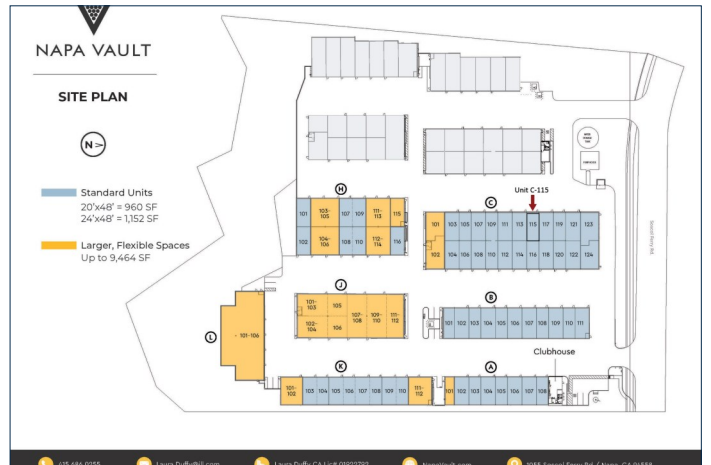 NAPA VAULT
SITE PLAN
N >
Standard Units
20'x48' = 960 SF
24'x48' = 1,152 SF
Larger, Flexible Spaces
Up to 9,464 SF
Unit C-115
H
C
101 103-105 107 109 111-113 115
102 104-106 108 110 112-114 116
101 103 105 107 109 111 113 115 117 119 121 123
102 104 106 108 110 112 114 116 118 120 122 124
J
B
101-103 105 107-108 109-110 111-112
102-104 106
101 102 103 104 105 106 107 108 109 110 111
L
101-106
Clubhouse
K
A
101-102 103 104 105 106 107 108 109 110 111-112
101 102 103 104 105 106 107 108
NapaVault.com